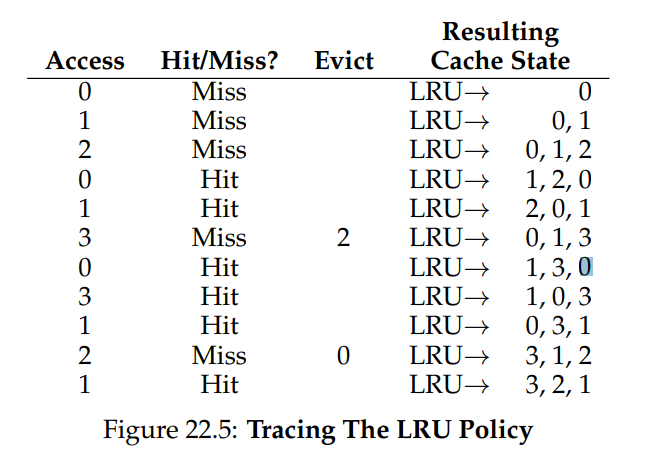 Resulting
Access Hit/Miss? Evict Cache State
0 Miss LRU→ 0
1 Miss LRU→ 0, 1
2 Miss LRU→ 0, 1, 2
0 Hit LRU→ 1, 2, 0
1 Hit LRU→ 2, 0, 1
3 Miss 2 LRU→ 0, 1, 3
0 Hit LRU→ 1, 3, 0
3 Hit LRU→ 1, 0, 3
1 Hit LRU→ 0, 3, 1
2 Miss 0 LRU→ 3, 1, 2
1 Hit LRU→ 3, 2, 1
Figure 22.5: Tracing The LRU Policy